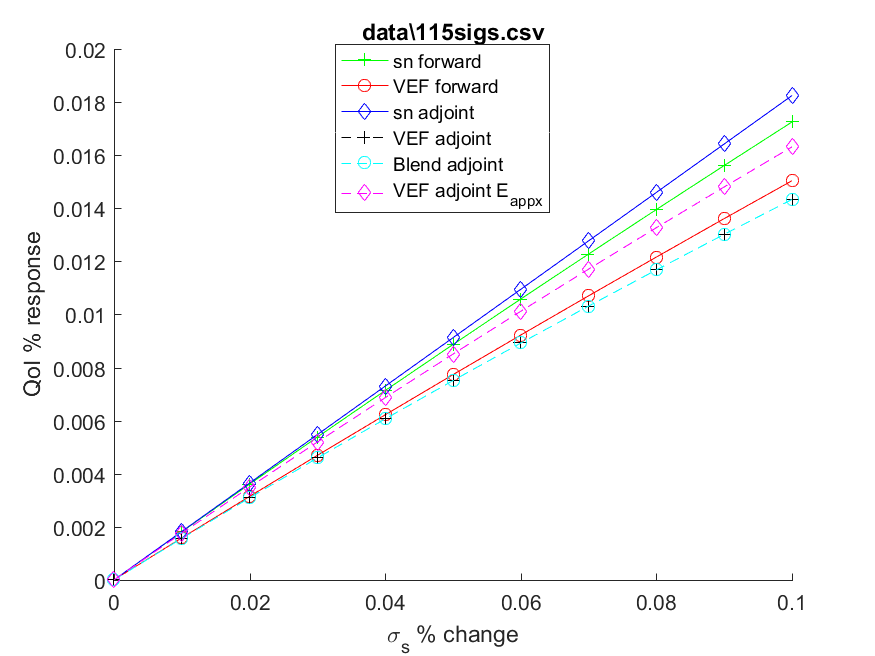 data\115sigs.csv
sn forward
VEF forward
sn adjoint
VEF adjoint
Blend adjoint
VEF adjoint E_appx
0.02
0.018
0.016
0.014
0.012
0.01
0.008
0.006
0.004
0.002
0
QoI % response
0 0.02 0.04 0.06 0.08 0.1
σ_s % change